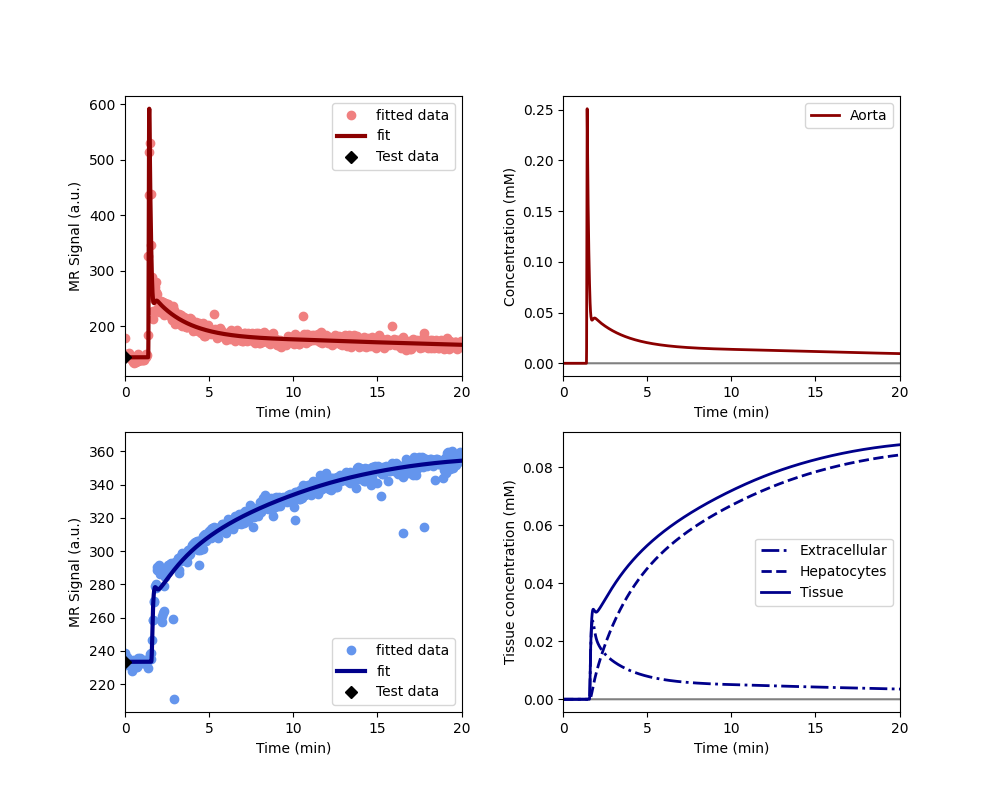 600
500
400
300
200
MR Signal (a.u.)
fitted data
fit
Test data
0 5 10 15 20
Time (min)
0.25
0.20
0.15
0.10
0.05
0.00
Concentration (mM)
Aorta
0 5 10 15 20
Time (min)
360
340
320
300
280
260
240
220
MR Signal (a.u.)
fitted data
fit
Test data
0 5 10 15 20
Time (min)
0.08
0.06
0.04
0.02
0.00
Tissue concentration (mM)
Extracellular
Hepatocytes
Tissue
0 5 10 15 20
Time (min)